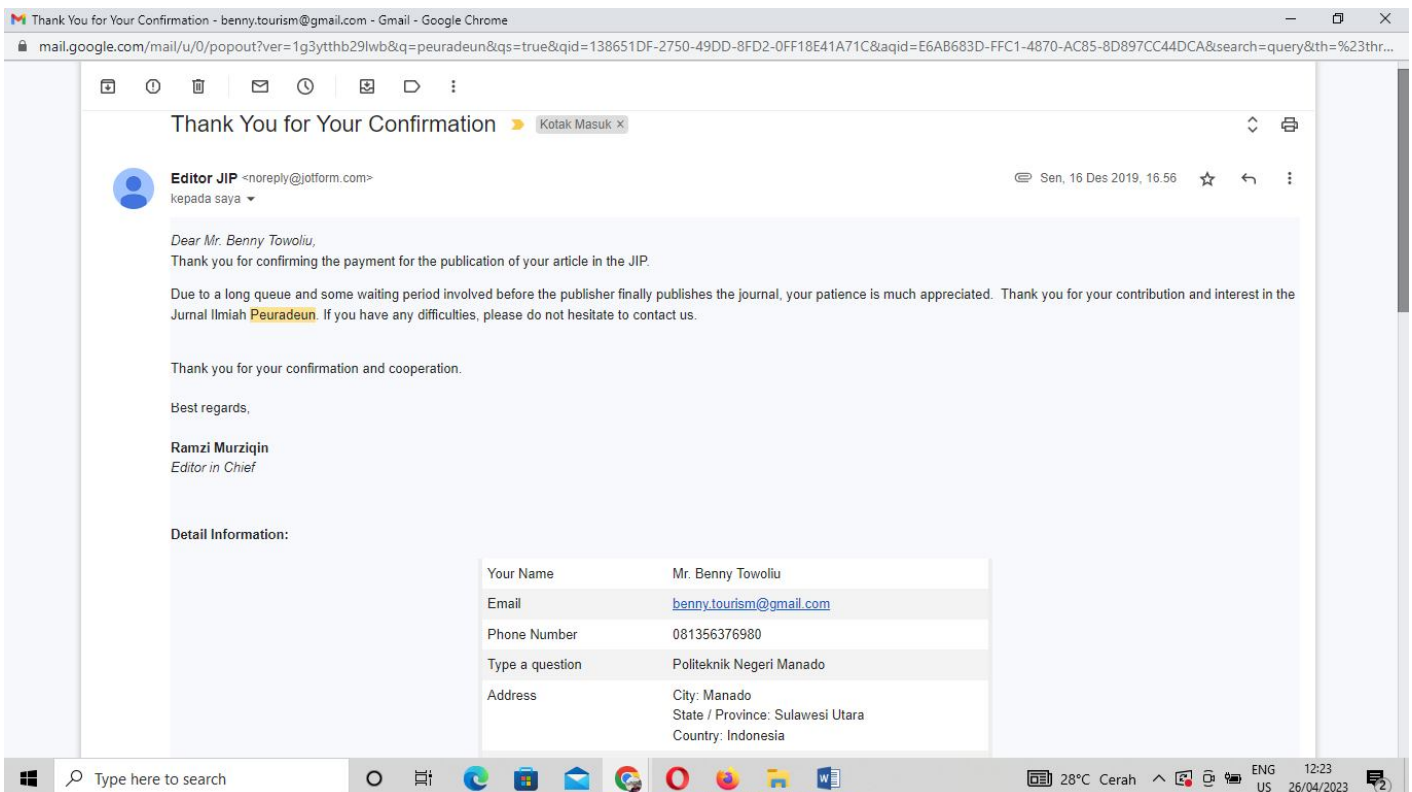 Thank You for Your Confirmation - benny.tourism@gmail.com - Gmail - Google Chrome
mail.google.com/mail/u/0/popout?ver=1g3ytthb29lwb&q=peuradeun&qs=true&qid=138651DF-2750-49DD-8FD2-0FF18E41A71C&aqid=E6AB683D-FFC1-4870-AC85-8D897CC44DCA&search=query&th=%23thr...
Thank You for Your Confirmation Kotak Masuk ×
Editor JIP <noreply@jotform.com> Sen, 16 Des 2019, 16.56
kepada saya
Dear Mr. Benny Towoliu,
Thank you for confirming the payment for the publication of your article in the JIP.
Due to a long queue and some waiting period involved before the publisher finally publishes the journal, your patience is much appreciated. Thank you for your contribution and interest in the
Jurnal Ilmiah Peuradeun. If you have any difficulties, please do not hesitate to contact us.
Thank you for your confirmation and cooperation.
Best regards,
Ramzi Murziqin
Editor in Chief
Detail Information:
Your Name Mr. Benny Towoliu
Email benny.tourism@gmail.com
Phone Number 081356376980
Type a question Politeknik Negeri Manado
Address City: Manado
State / Province: Sulawesi Utara
Country: Indonesia
Type here to search 28°C Cerah ENG 12:23
US 26/04/2023 2